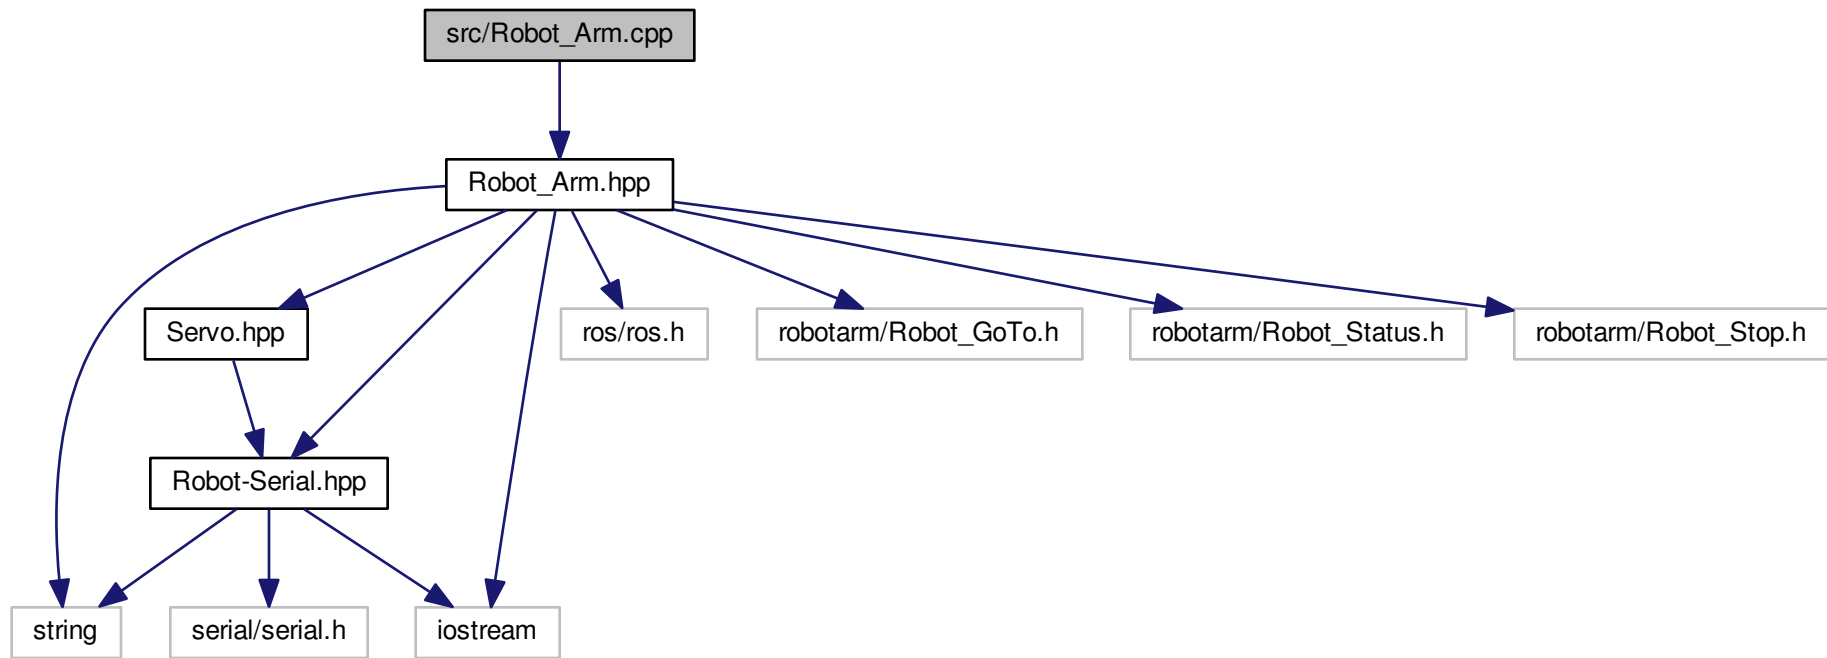 src/Robot_Arm.cpp
Robot_Arm.hpp
Servo.hpp
ros/ros.h
robotarm/Robot_GoTo.h
robotarm/Robot_Status.h
robotarm/Robot_Stop.h
Robot-Serial.hpp
string
serial/serial.h
iostream